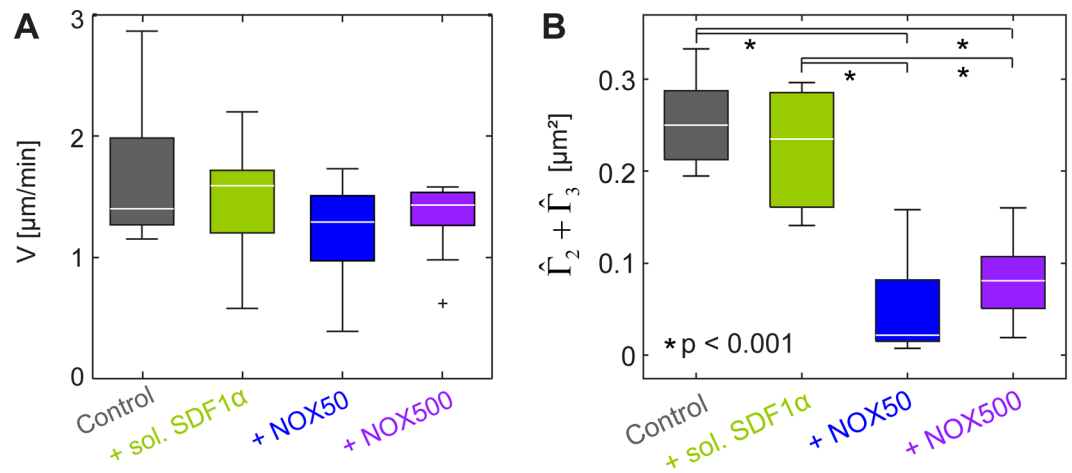 A
V [µm/min]
3
2
1
0
Control
+ sol. SDF1α
+ NOX50
+ NOX500
+
B
Γ̂₂ + Γ̂₃ [µm²]
0.3
0.2
0.1
0
* *
* *
* p < 0.001
Control
+ sol. SDF1α
+ NOX50
+ NOX500